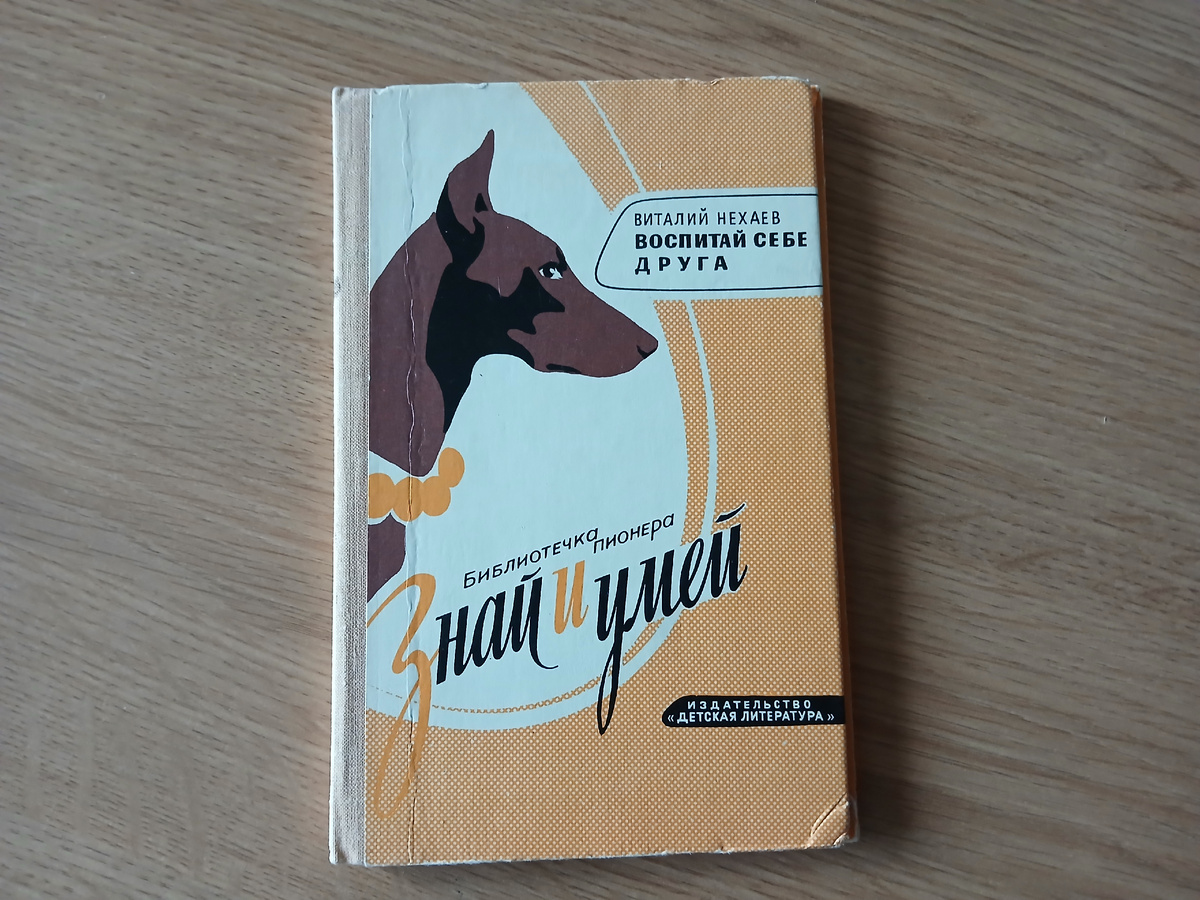 ВИТАЛИЙ НЕХАЕВ
ВОСПИТАЙ СЕБЕ
ДРУГА
БИБЛИОТЕЧКА ПИОНЕРА
Знай и умей
ИЗДАТЕЛЬСТВО
«ДЕТСКАЯ ЛИТЕРАТУРА»